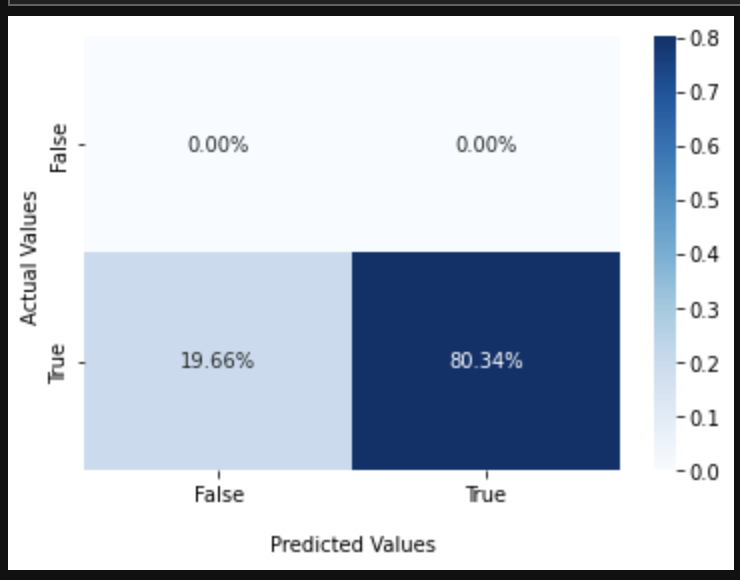 0.00% 0.00%
19.66% 80.34%
False
True
Actual Values
False True
Predicted Values
0.8
0.7
0.6
0.5
0.4
0.3
0.2
0.1
0.0